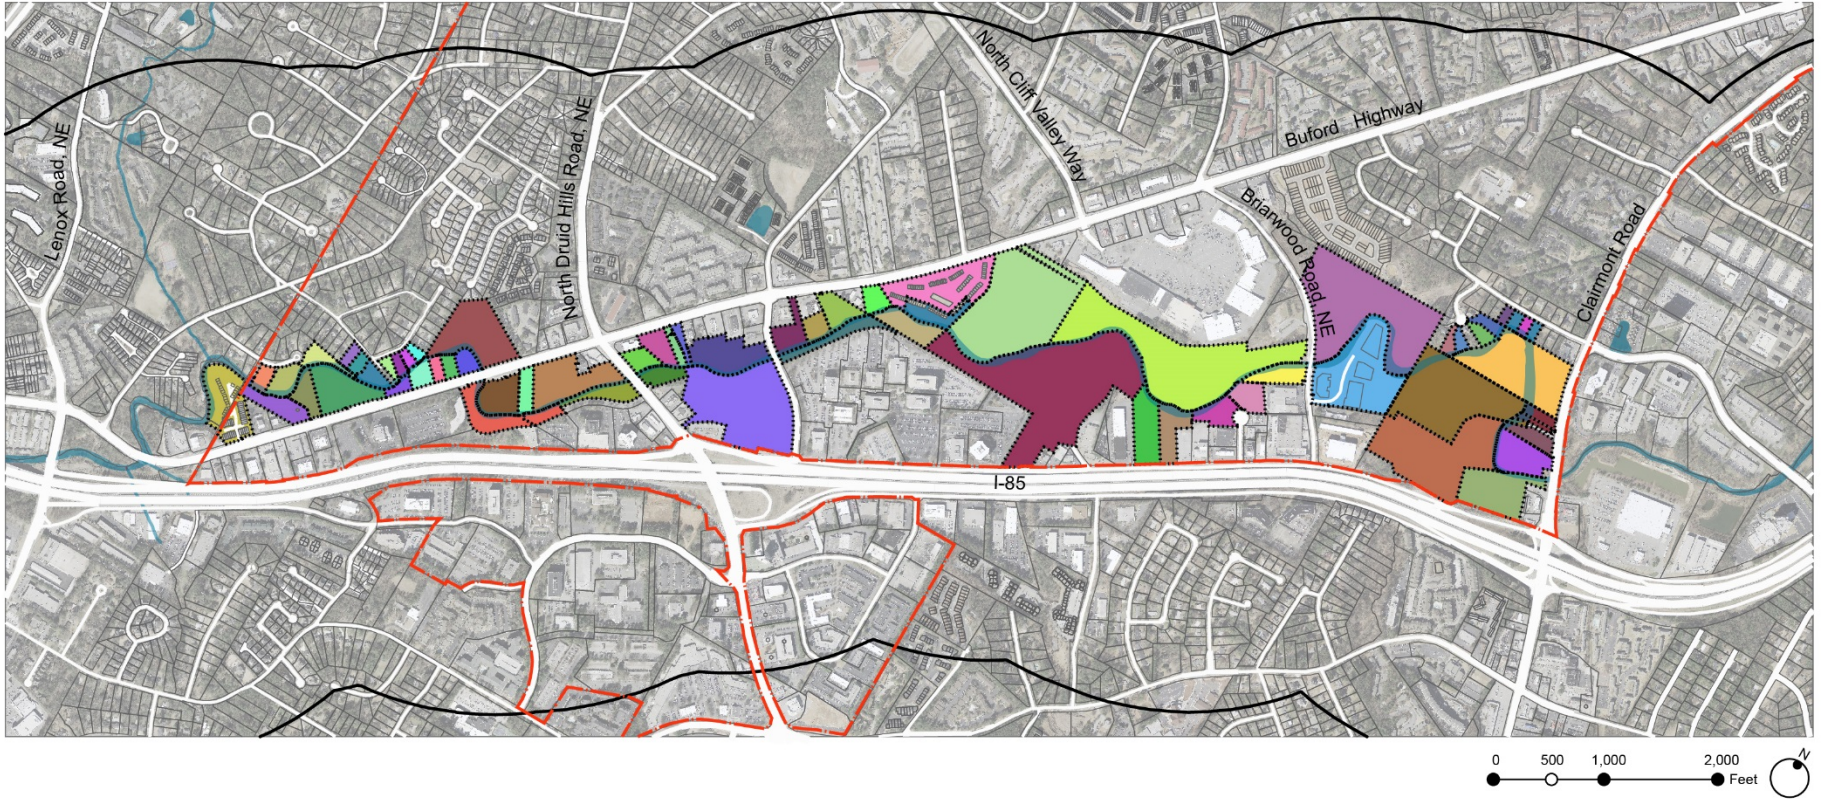 Lenox Road, NE
North Druid Hills Road, NE
North Cliff Valley Way
Buford Highway
Briarwood Road, NE
Clairmont Road
I-85
0 500 1,000 2,000
Feet
N